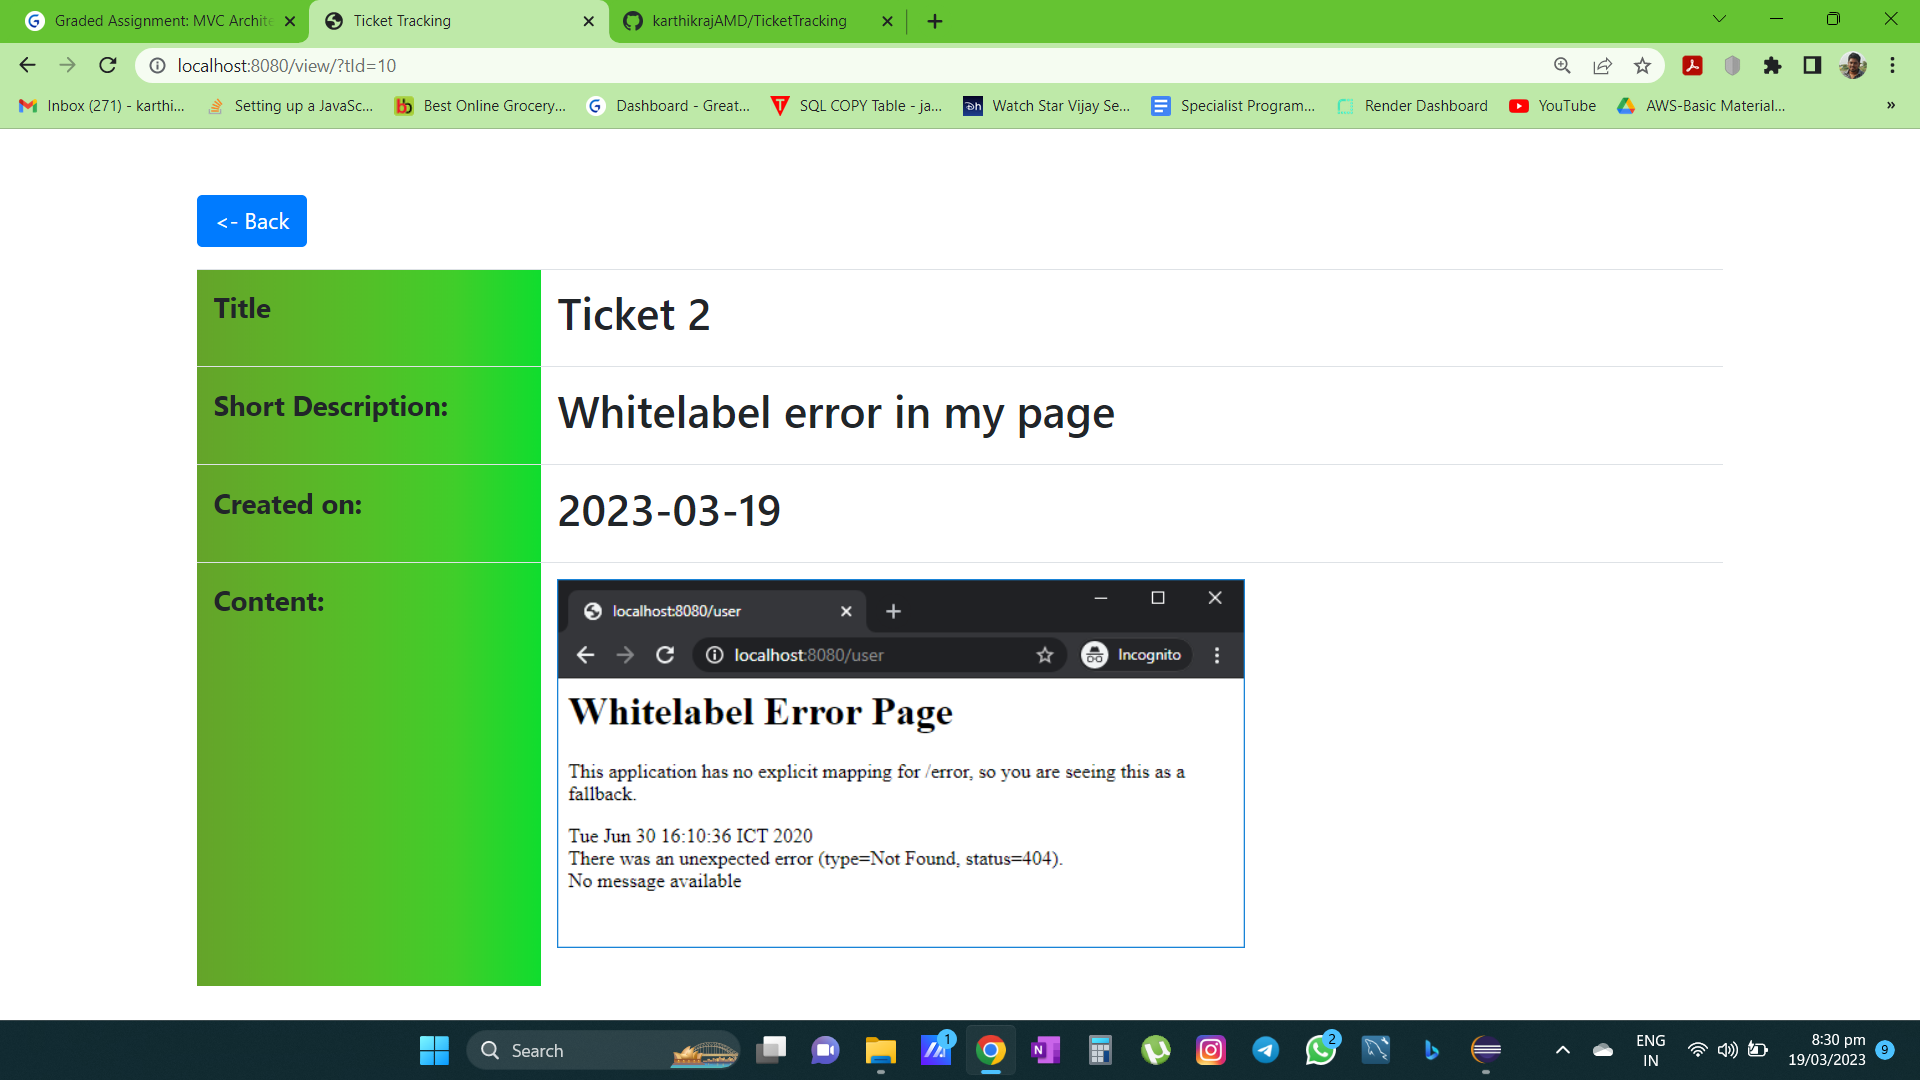 Graded Assignment: MVC Archite
Ticket Tracking
karthikrajAMD/TicketTracking
localhost:8080/view/?tId=10
Inbox (271) - karthi...
Setting up a JavaSc...
Best Online Grocery...
Dashboard - Great...
SQL COPY Table - ja...
Watch Star Vijay Se...
Specialist Program...
Render Dashboard
YouTube
AWS-Basic Material...
»
<- Back
Title
Ticket 2
Short Description:
Whitelabel error in my page
Created on:
2023-03-19
Content:
localhost:8080/user
localhost:8080/user
Incognito
Whitelabel Error Page
This application has no explicit mapping for /error, so you are seeing this as a
fallback.
Tue Jun 30 16:10:36 ICT 2020
There was an unexpected error (type=Not Found, status=404).
No message available
Search
1
2
ENG
IN
8:30 pm
19/03/2023
9